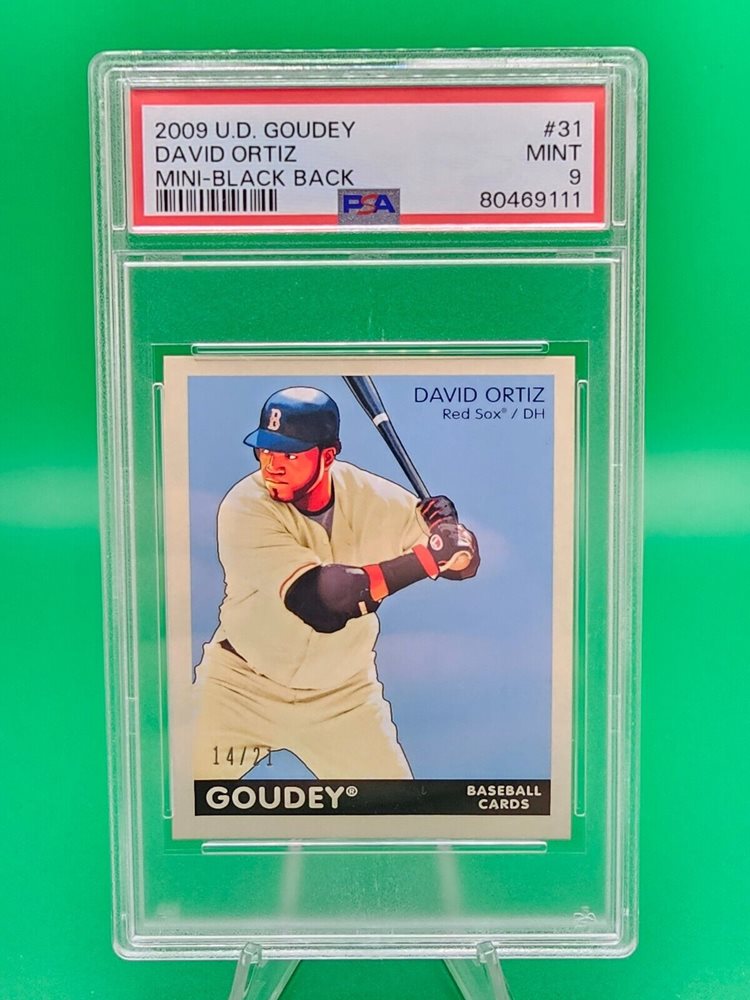 2009 U.D. GOUDEY #31
DAVID ORTIZ MINT
MINI-BLACK BACK 9
PSA 80469111
DAVID ORTIZ
Red Sox® / DH
B
14/21
GOUDEY® BASEBALL CARDS